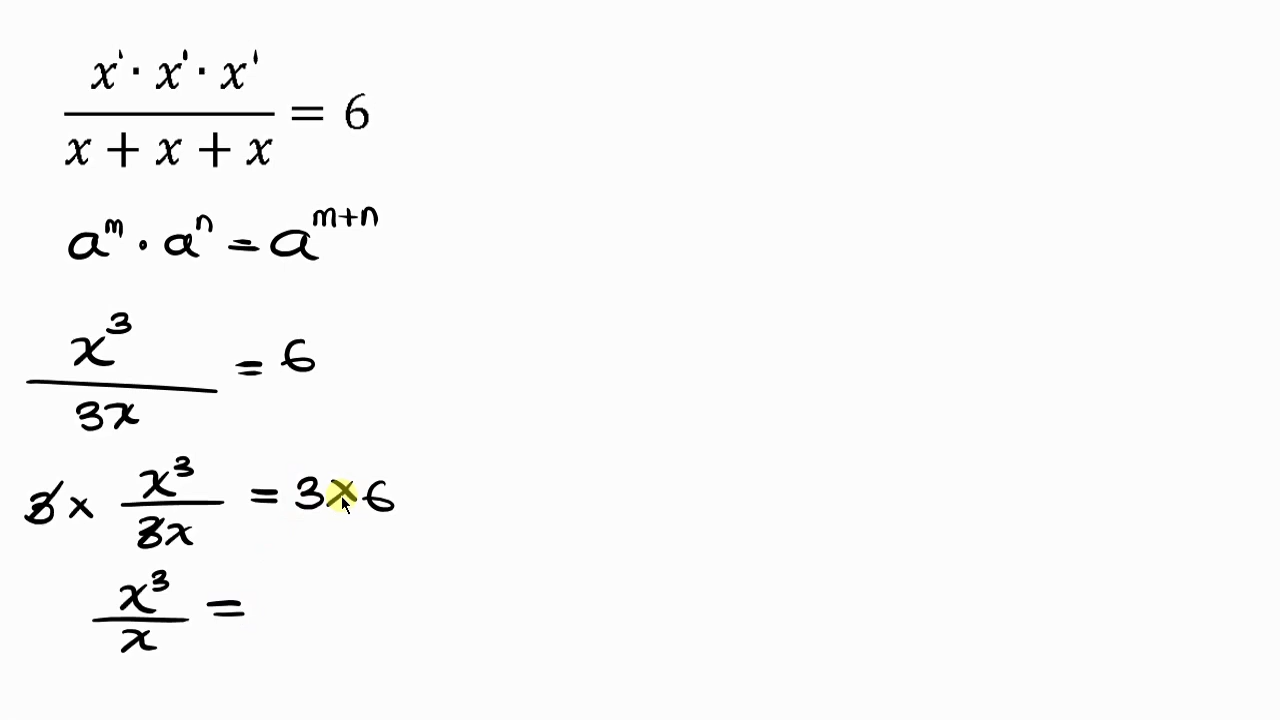 x¹ · x¹ · x¹
x + x + x
= 6
aᵐ · aⁿ = aᵐ⁺ⁿ
x³
3x
= 6
3 × x³
3x
= 3 × 6
x³
x
=